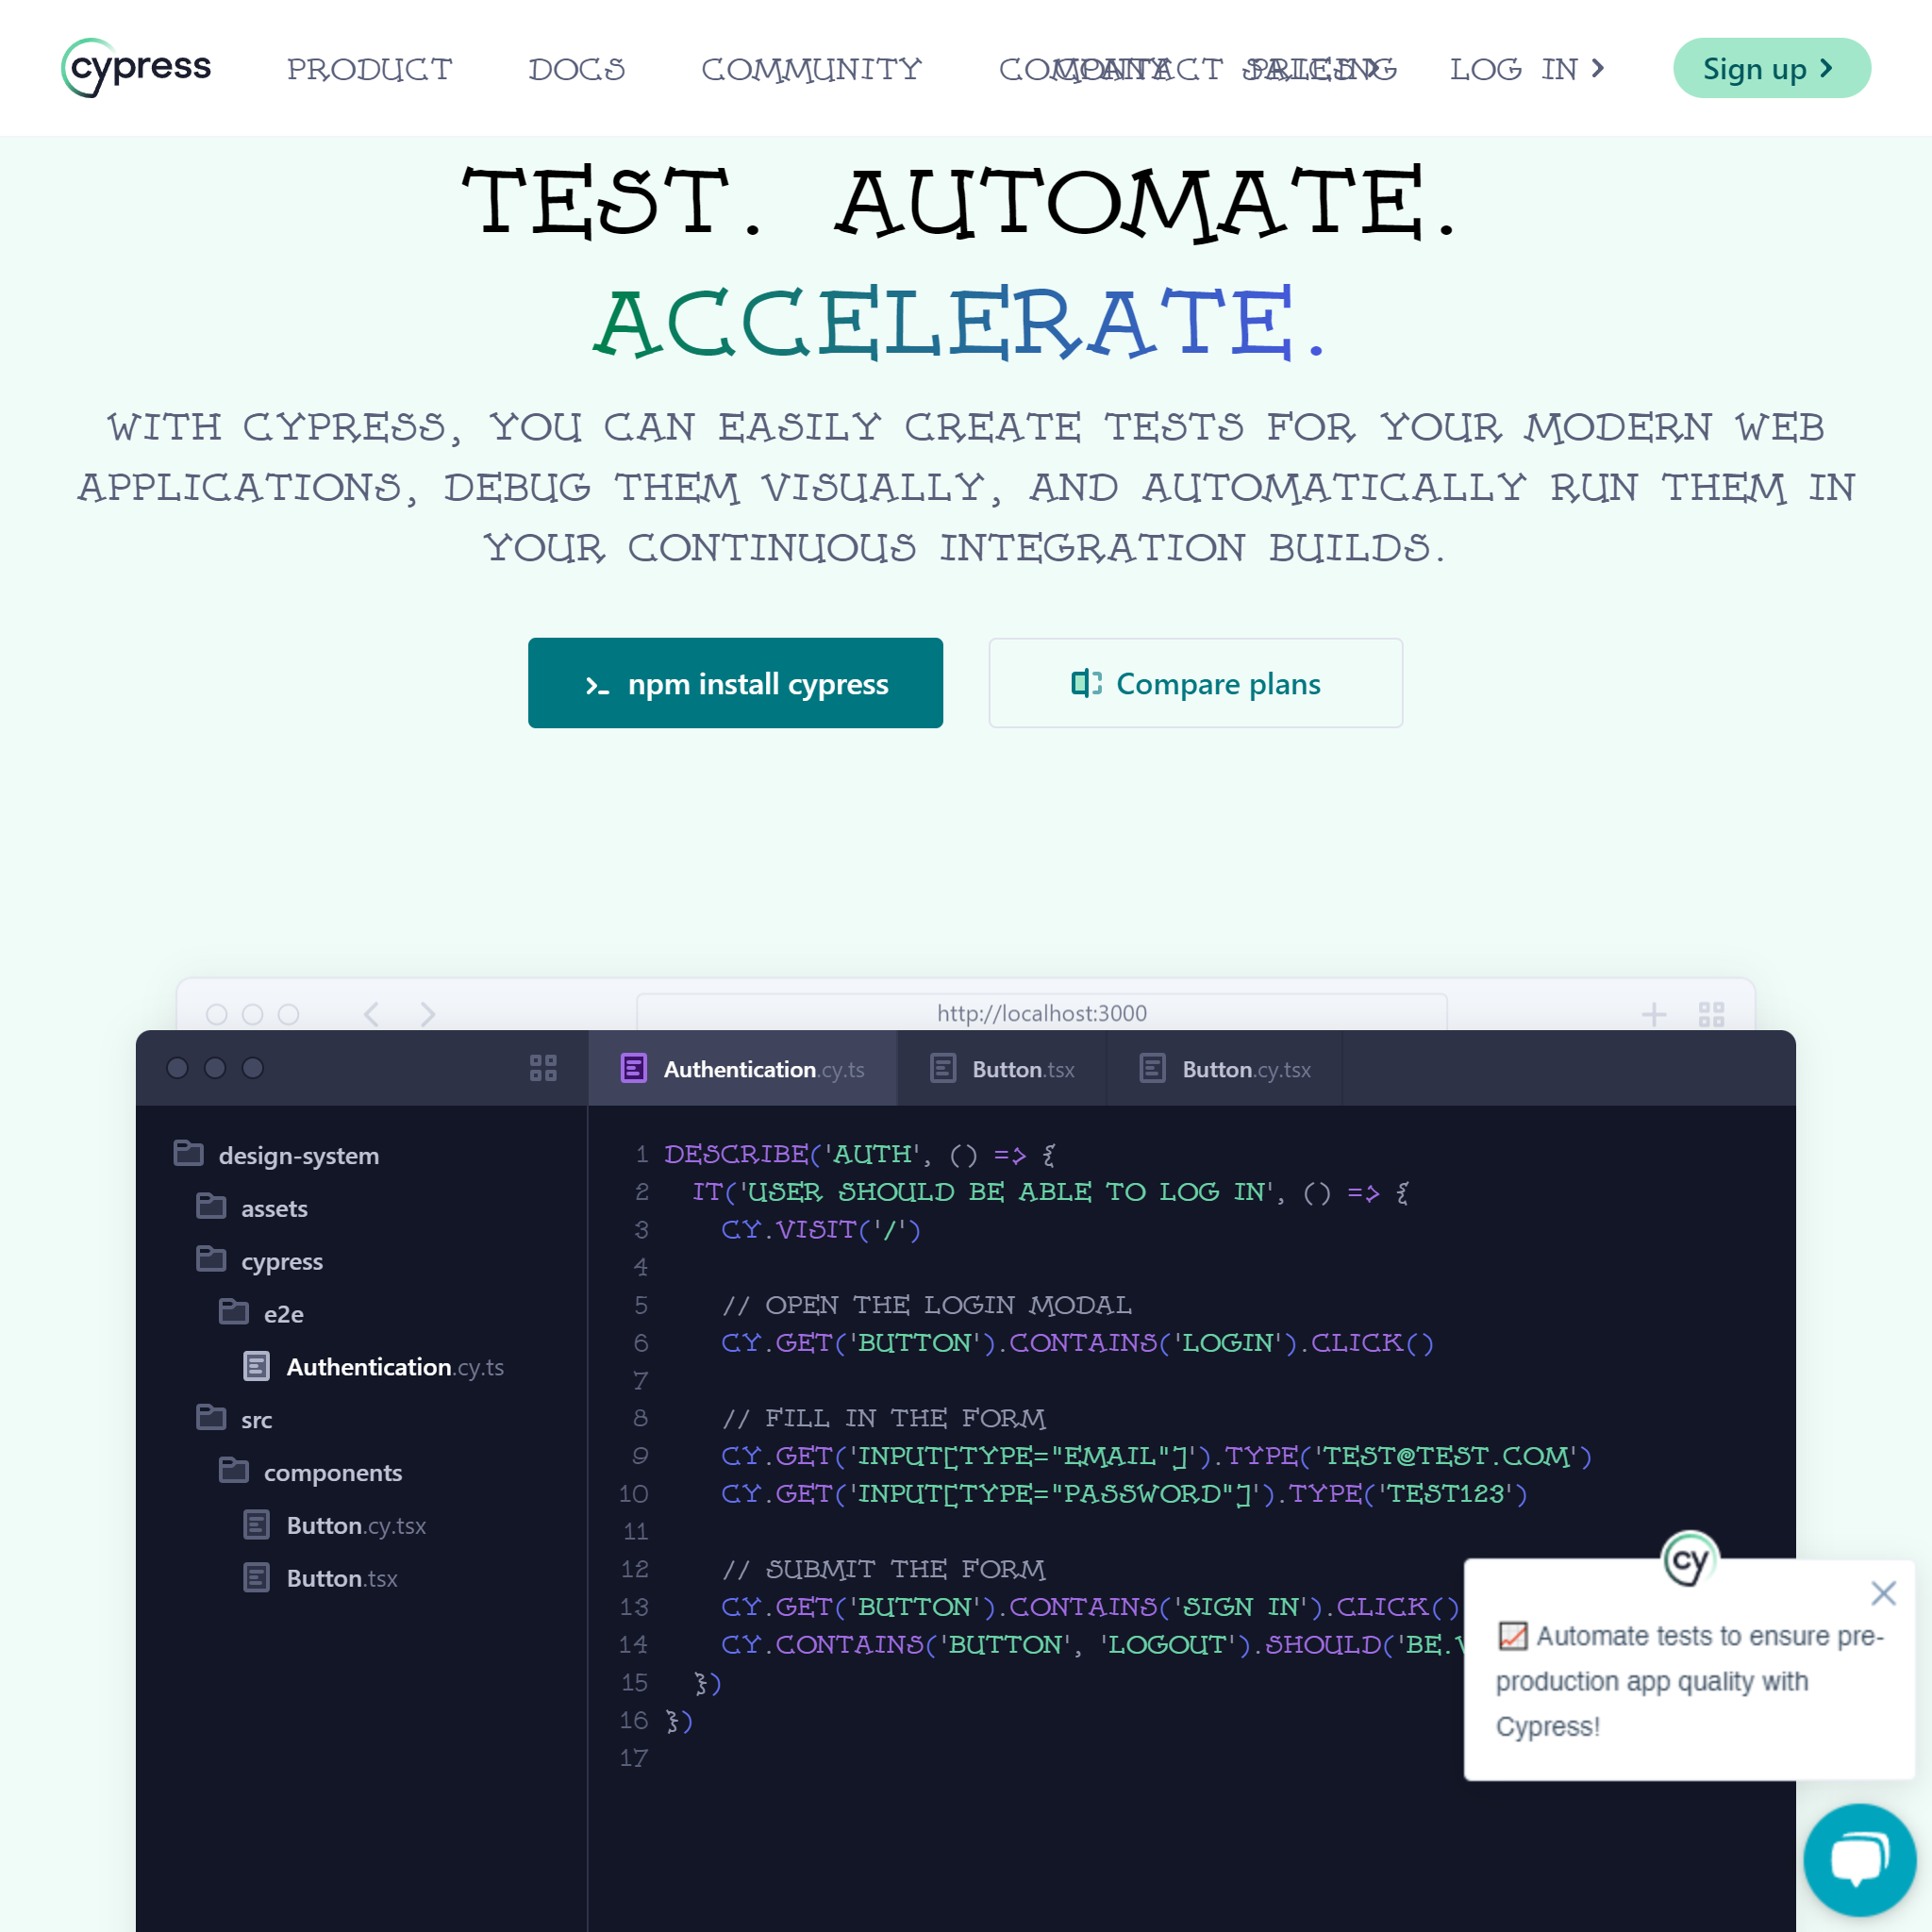 cypress
PRODUCT DOCS COMMUNITY COMPANY PRICING CONTACT SALES LOG IN Sign up
TEST. AUTOMATE.
ACCELERATE.
WITH CYPRESS, YOU CAN EASILY CREATE TESTS FOR YOUR MODERN WEB
APPLICATIONS, DEBUG THEM VISUALLY, AND AUTOMATICALLY RUN THEM IN
YOUR CONTINUOUS INTEGRATION BUILDS.
npm install cypress
Compare plans
http://localhost:3000
Authentication.cy.ts Button.tsx Button.cy.tsx
design-system
assets
cypress
e2e
Authentication.cy.ts
src
components
Button.cy.tsx
Button.tsx
1 DESCRIBE('AUTH', () => {
2 IT('USER SHOULD BE ABLE TO LOG IN', () => {
3 CY.VISIT('/')
4
5 // OPEN THE LOGIN MODAL
6 CY.GET('BUTTON').CONTAINS('LOGIN').CLICK()
7
8 // FILL IN THE FORM
9 CY.GET('INPUT[TYPE="EMAIL"]').TYPE('TEST@TEST.COM')
10 CY.GET('INPUT[TYPE="PASSWORD"]').TYPE('TEST123')
11
12 // SUBMIT THE FORM
13 CY.GET('BUTTON').CONTAINS('SIGN IN').CLICK()
14 CY.CONTAINS('BUTTON', 'LOGOUT').SHOULD('BE.
15 })
16 })
17
cy
📈 Automate tests to ensure pre-
production app quality with
Cypress!